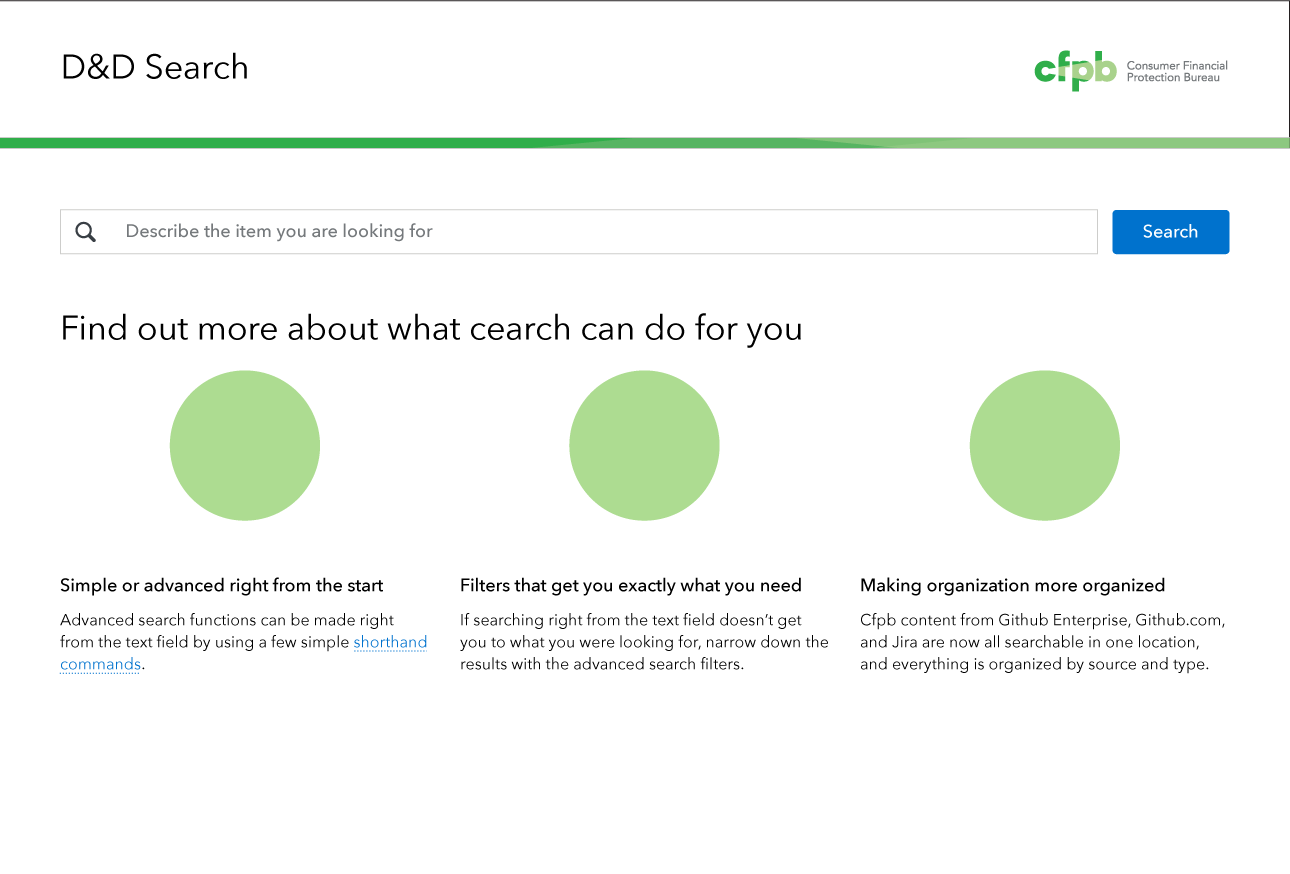 D&D Search
cfpb
Consumer Financial
Protection Bureau
Describe the item you are looking for
Search
Find out more about what cearch can do for you
Simple or advanced right from the start
Advanced search functions can be made right
from the text field by using a few simple shorthand
commands.
Filters that get you exactly what you need
If searching right from the text field doesn’t get
you to what you were looking for, narrow down the
results with the advanced search filters.
Making organization more organized
Cfpb content from Github Enterprise, Github.com,
and Jira are now all searchable in one location,
and everything is organized by source and type.